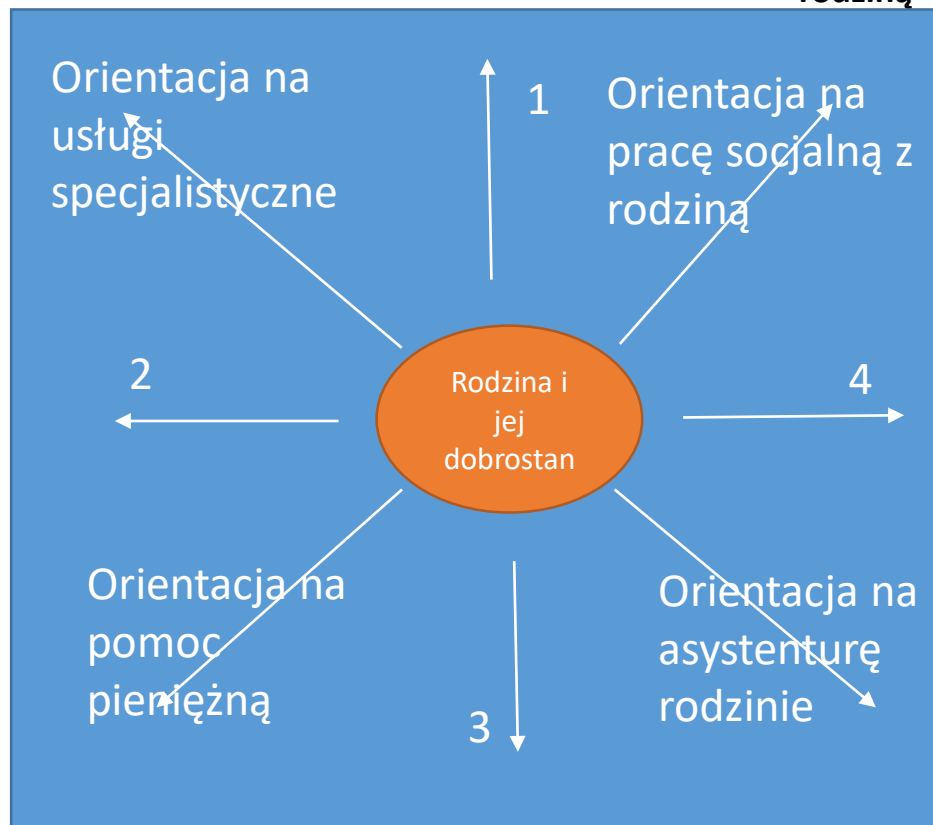 rodziną
Orientacja na
usługi
specjalistyczne
1
Orientacja na
pracę socjalną z
rodziną
2
Rodzina i
jej
dobrostan
4
Orientacja na
pomoc
pieniężną
3
Orientacja na
asystenturę
rodzinie